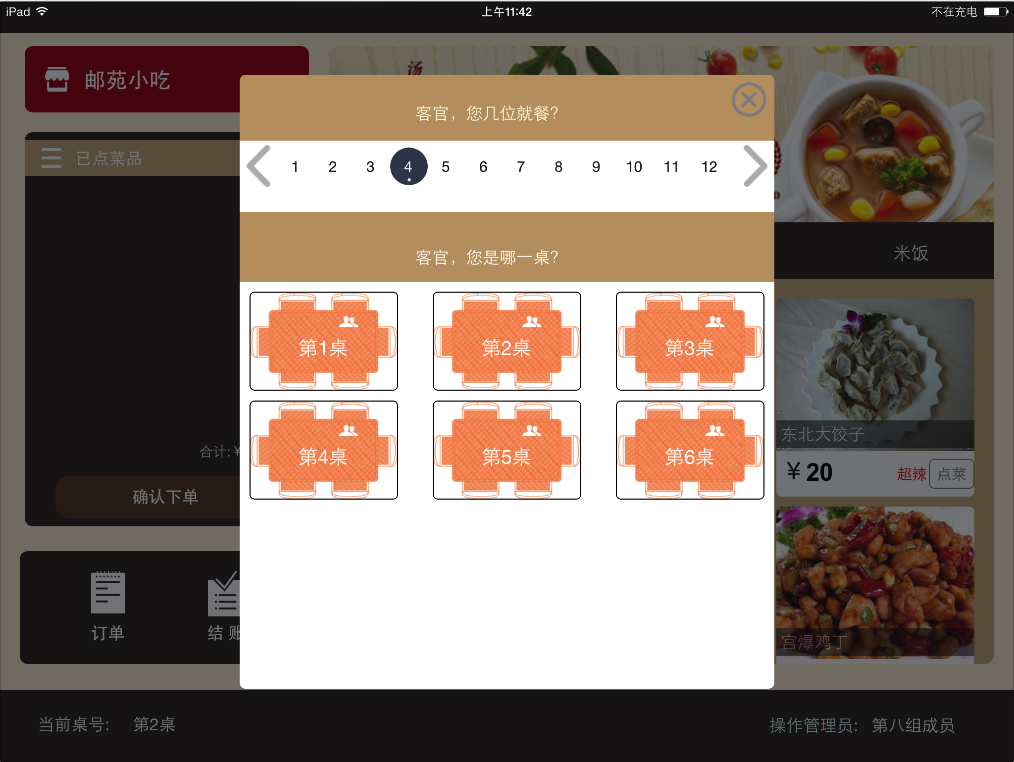 iPad
上午11:42
不在充电
汤
邮苑小吃
已点菜品
合计: ¥
确认下单
订单
结 账
客官，您几位就餐?
1 2 3 4 5 6 7 8 9 10 11 12
客官，您是哪一桌?
第1桌 第2桌 第3桌
第4桌 第5桌 第6桌
米饭
东北大饺子
¥ 20
超辣 点菜
宫爆鸡丁
当前桌号: 第2桌
操作管理员: 第八组成员